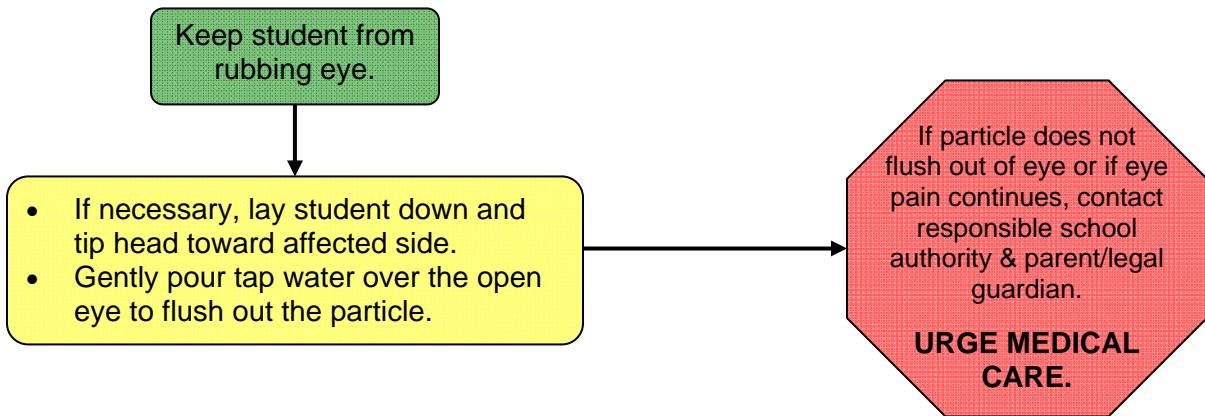 Keep student from
rubbing eye.
• If necessary, lay student down and
tip head toward affected side.
• Gently pour tap water over the open
eye to flush out the particle.
If particle does not
flush out of eye or if eye
pain continues, contact
responsible school
authority & parent/legal
guardian.
URGE MEDICAL
CARE.